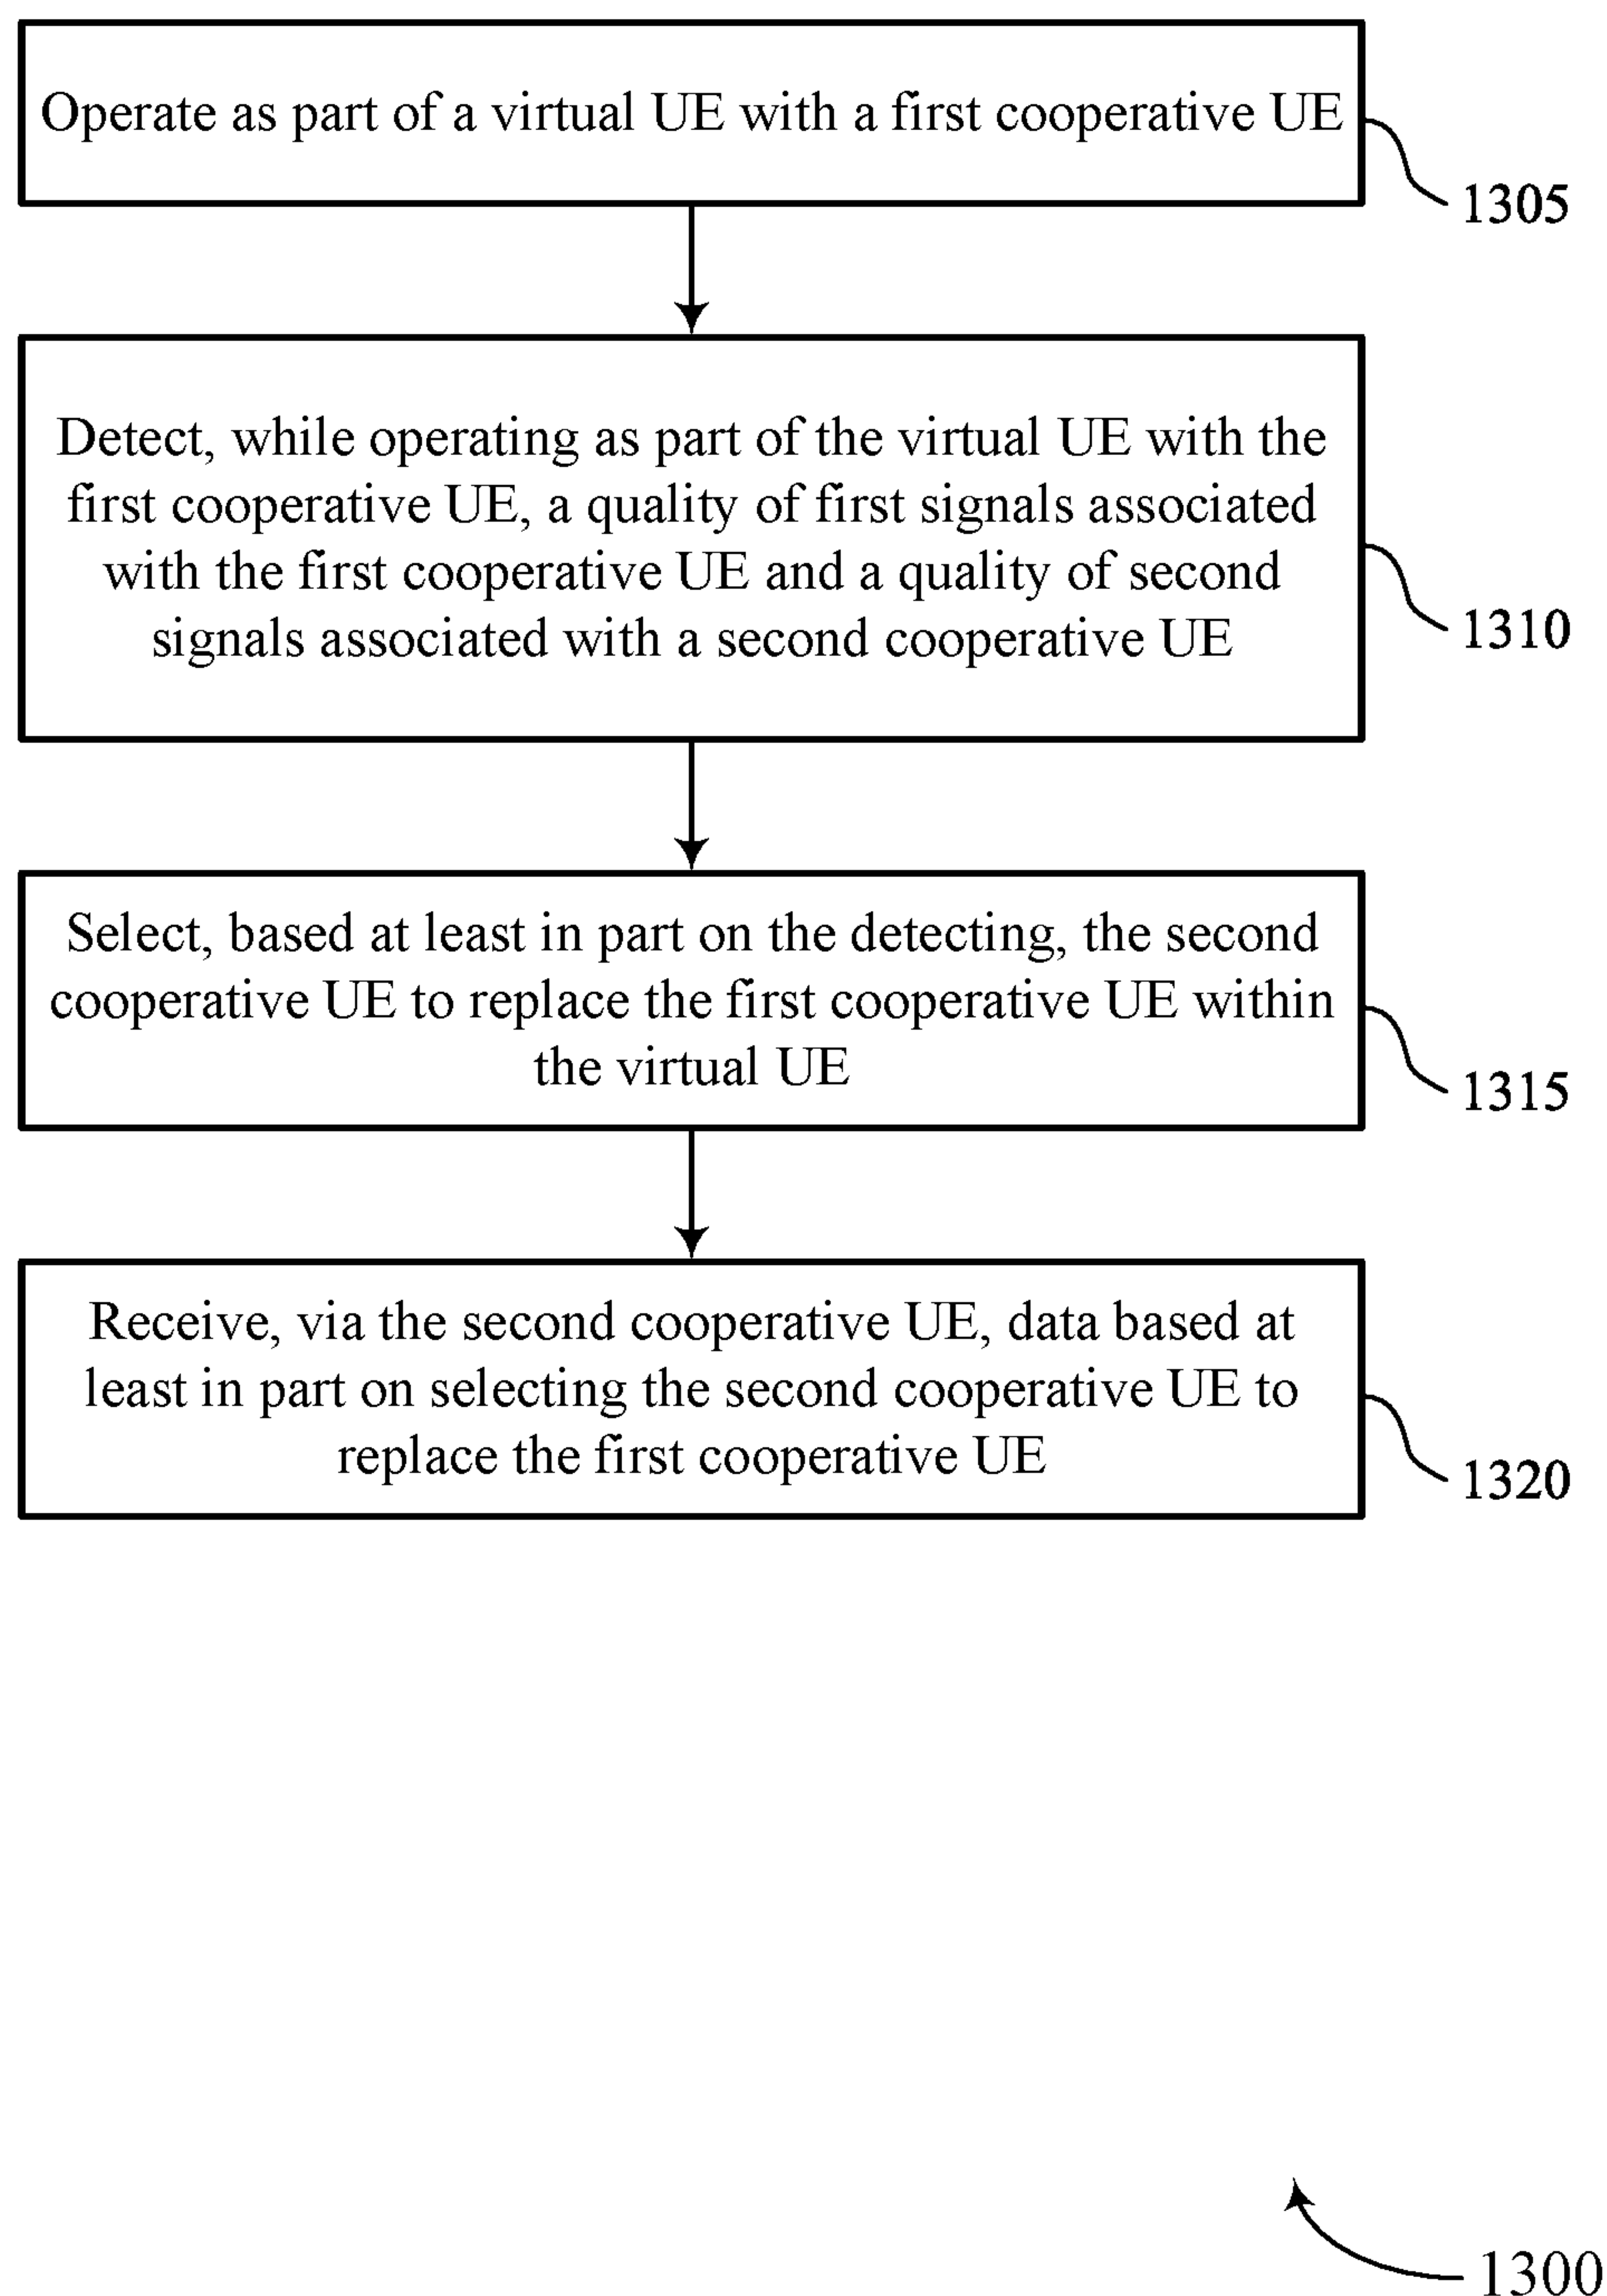 Operate as part of a virtual UE with a first cooperative UE
1305
Detect, while operating as part of the virtual UE with the
first cooperative UE, a quality of first signals associated
with the first cooperative UE and a quality of second
signals associated with a second cooperative UE
1310
Select, based at least in part on the detecting, the second
cooperative UE to replace the first cooperative UE within
the virtual UE
1315
Receive, via the second cooperative UE, data based at
least in part on selecting the second cooperative UE to
replace the first cooperative UE
1320
1300